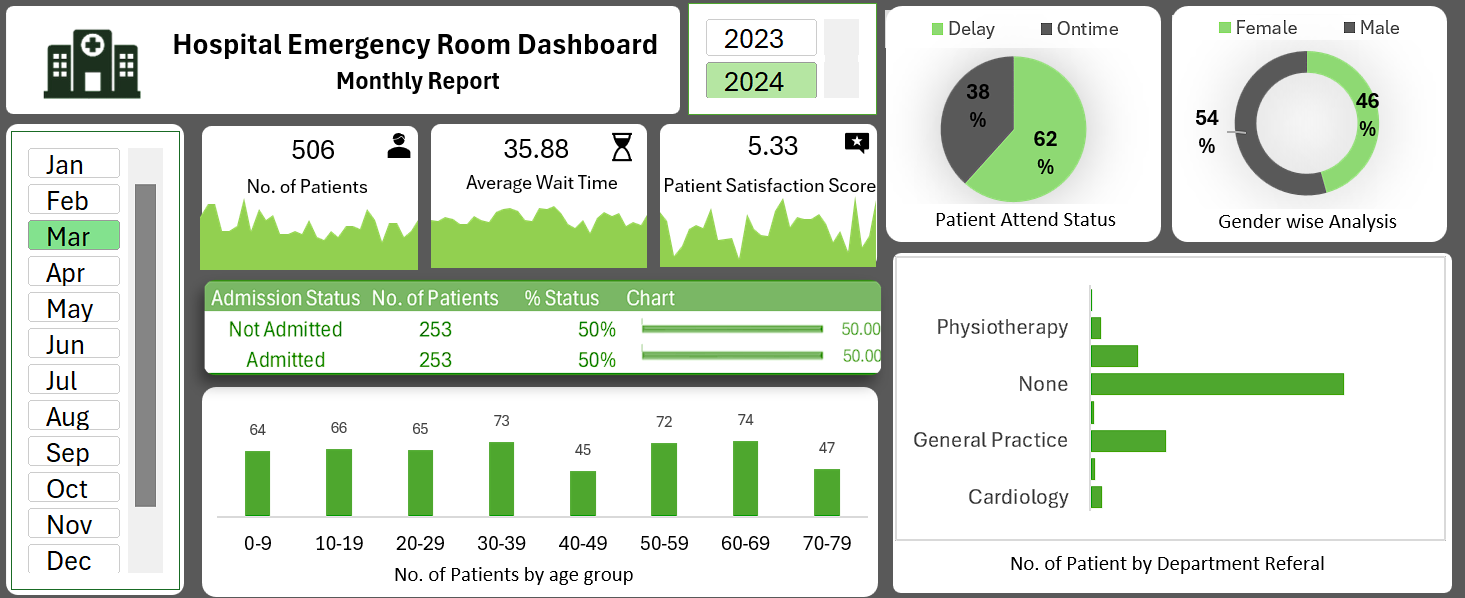 Hospital Emergency Room Dashboard
Monthly Report
2023
2024
Jan
Feb
Mar
Apr
May
Jun
Jul
Aug
Sep
Oct
Nov
Dec
506
No. of Patients
35.88
Average Wait Time
5.33
Patient Satisfaction Score
Delay Ontime
38
%
62
%
Patient Attend Status
Female Male
46
%
54
%
Gender wise Analysis
Admission Status No. of Patients % Status Chart
Not Admitted 253 50% 50.00
Admitted 253 50% 50.00
64 66 65 73 45 72 74 47
0-9 10-19 20-29 30-39 40-49 50-59 60-69 70-79
No. of Patients by age group
Physiotherapy
None
General Practice
Cardiology
No. of Patient by Department Referal